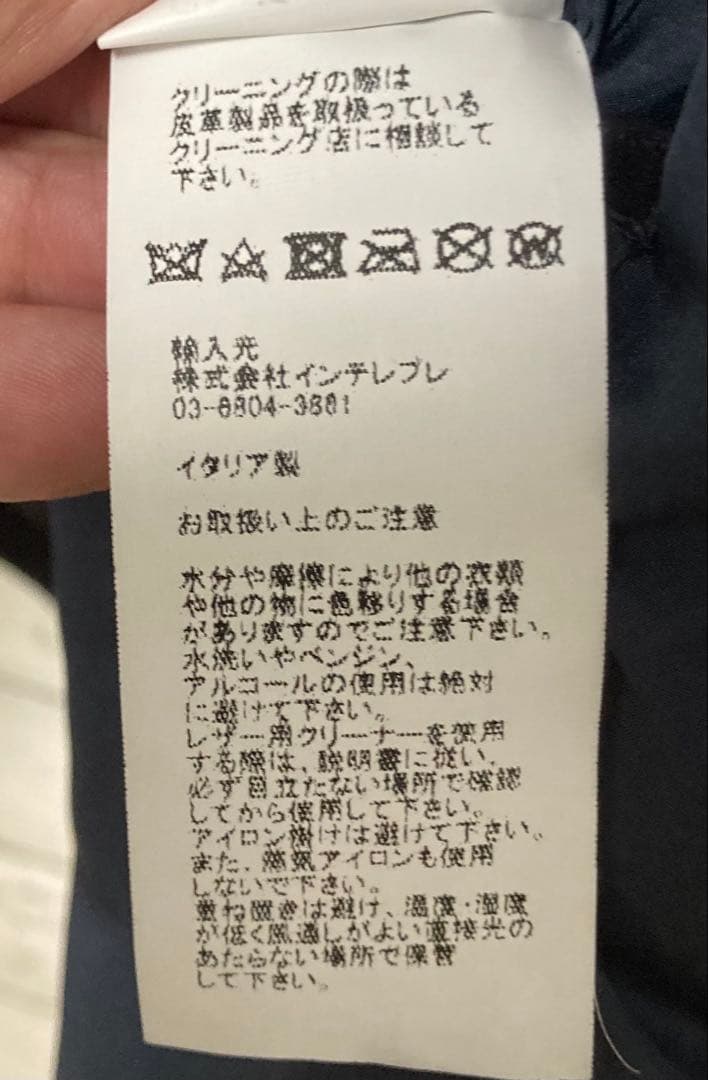 クリーニングの際は
皮革製品を取扱っている
クリーニング店に相談して
下さい。
W
輸入元
株式会社インテレプレ
03-6804-3861
イタリア製
お取扱い上のご注意
水分や摩擦により他の衣類
や他の物に色移りする場合
がありますのでご注意下さい。
水洗いやベンジン、
アルコールの使用は絶対
に避けて下さい。
レザー用クリーナーを使用
する際は、説明書に従い、
必ず目立たない場所で確認
してから使用して下さい。
アイロン掛けは避けて下さい。
また、蒸気アイロンも使用
しないで下さい。
重ね置きは避け、温度・湿度
が低く風通しがよい直接光の
あたらない場所で保管
して下さい。